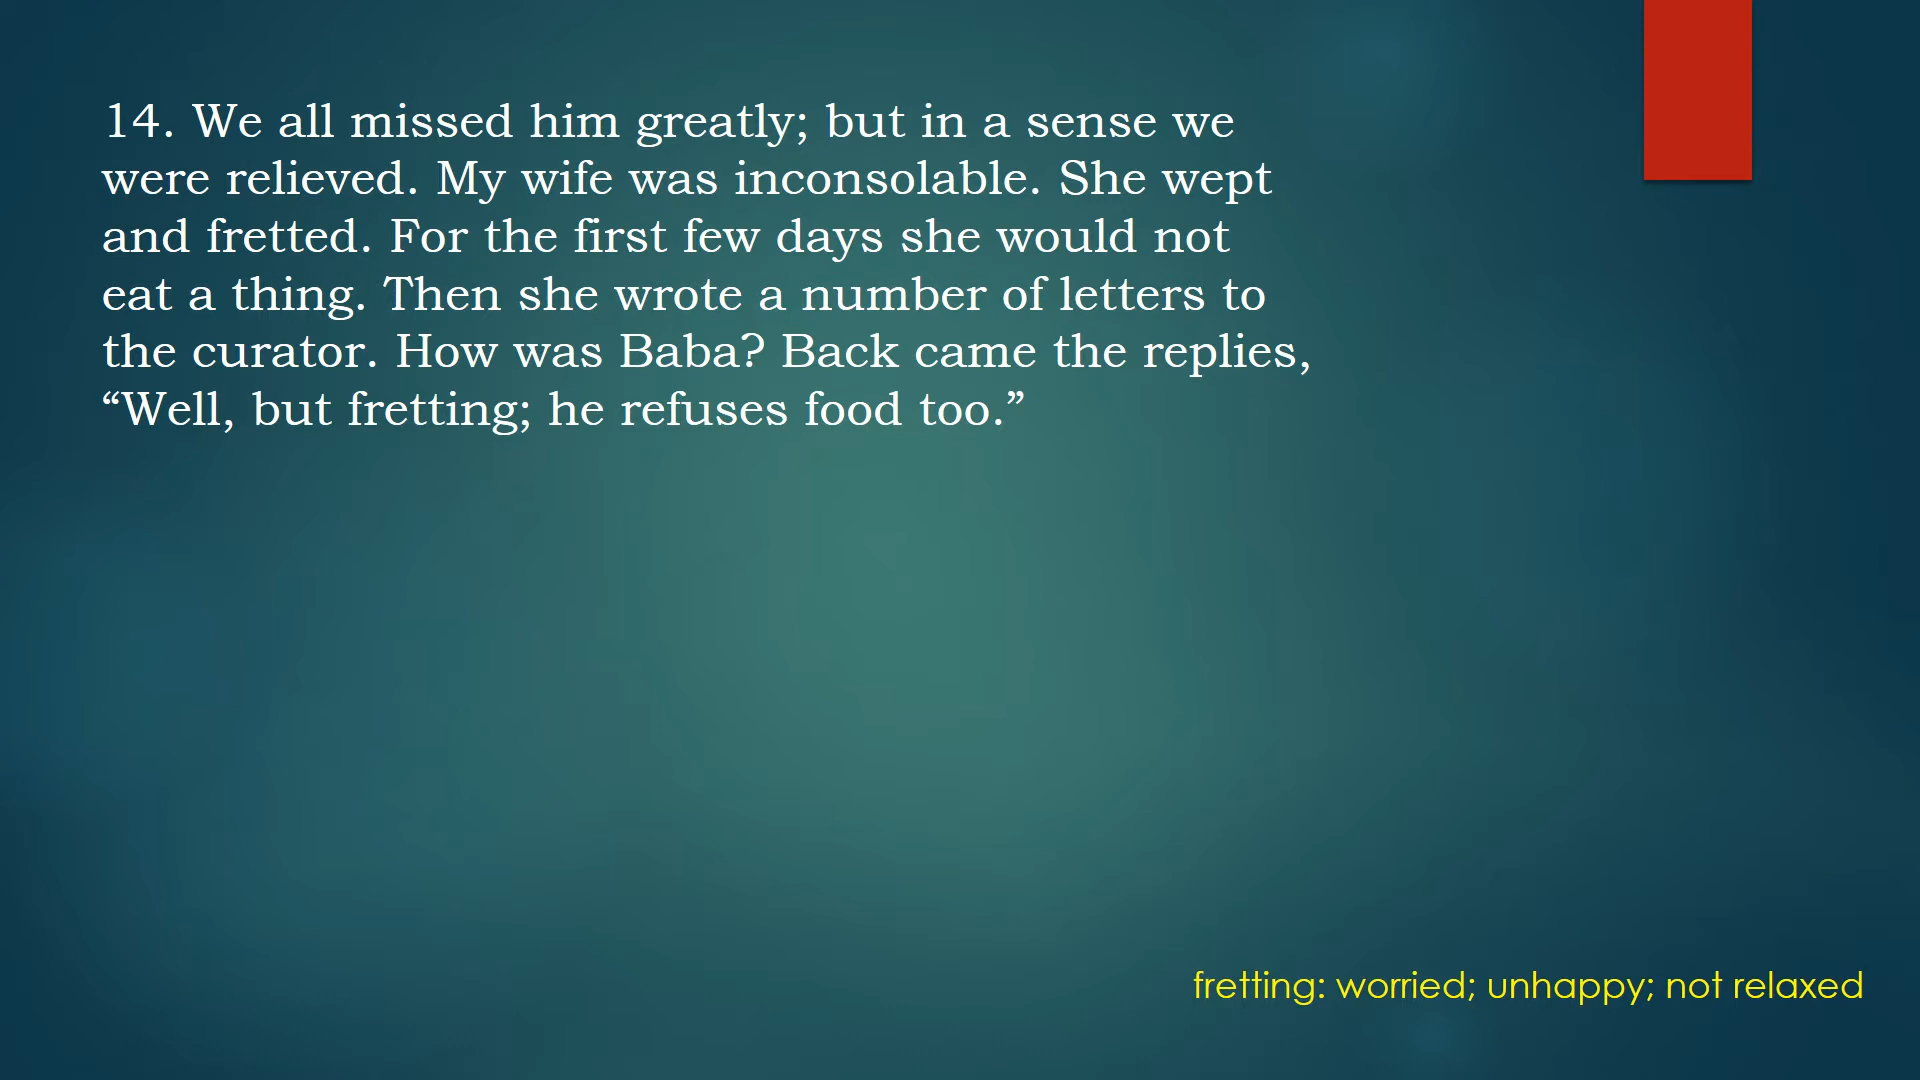 14. We all missed him greatly; but in a sense we
were relieved. My wife was inconsolable. She wept
and fretted. For the first few days she would not
eat a thing. Then she wrote a number of letters to
the curator. How was Baba? Back came the replies,
“Well, but fretting; he refuses food too.”
fretting: worried; unhappy; not relaxed